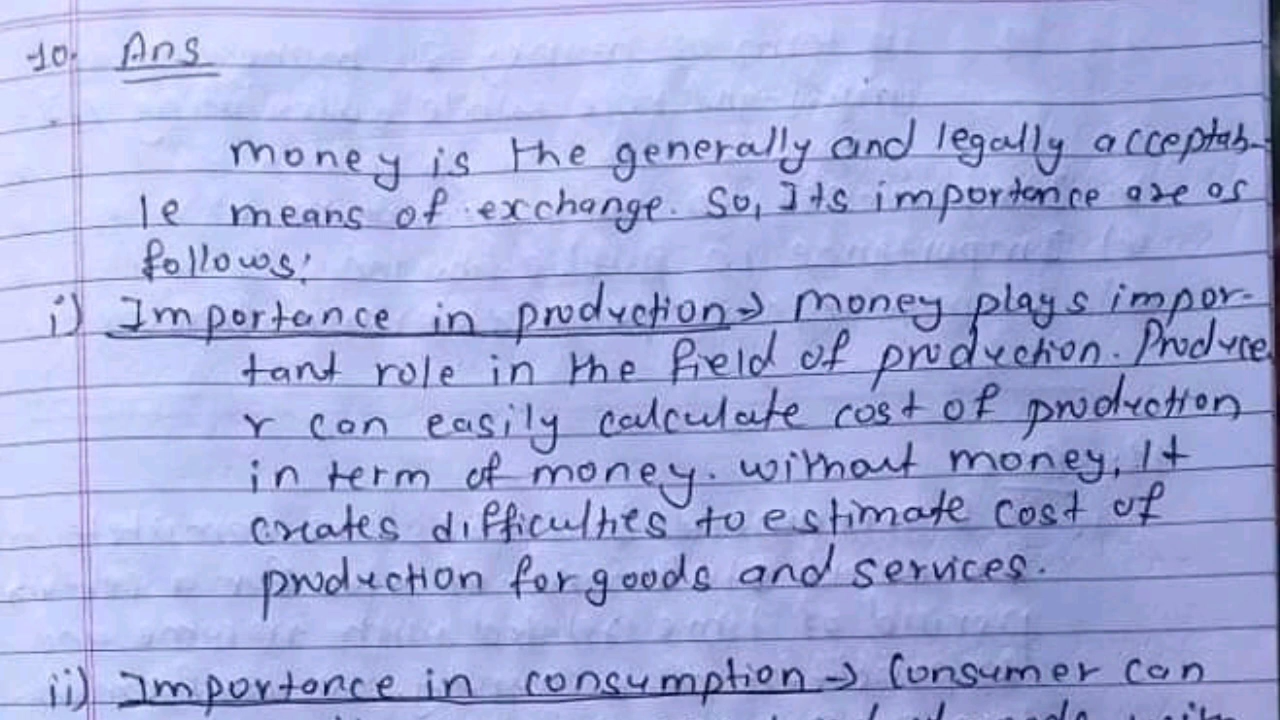 10. Ans
money is the generally and legally acceptab-
le means of exchange. So, Its importance are as
follows:
i) Importance in production → money plays impor-
tant role in the field of production. Produce
r can easily calculate cost of production
in term of money. without money, It
creates difficulties to estimate cost of
production for goods and services.
ii) Importance in consumption → Consumer can